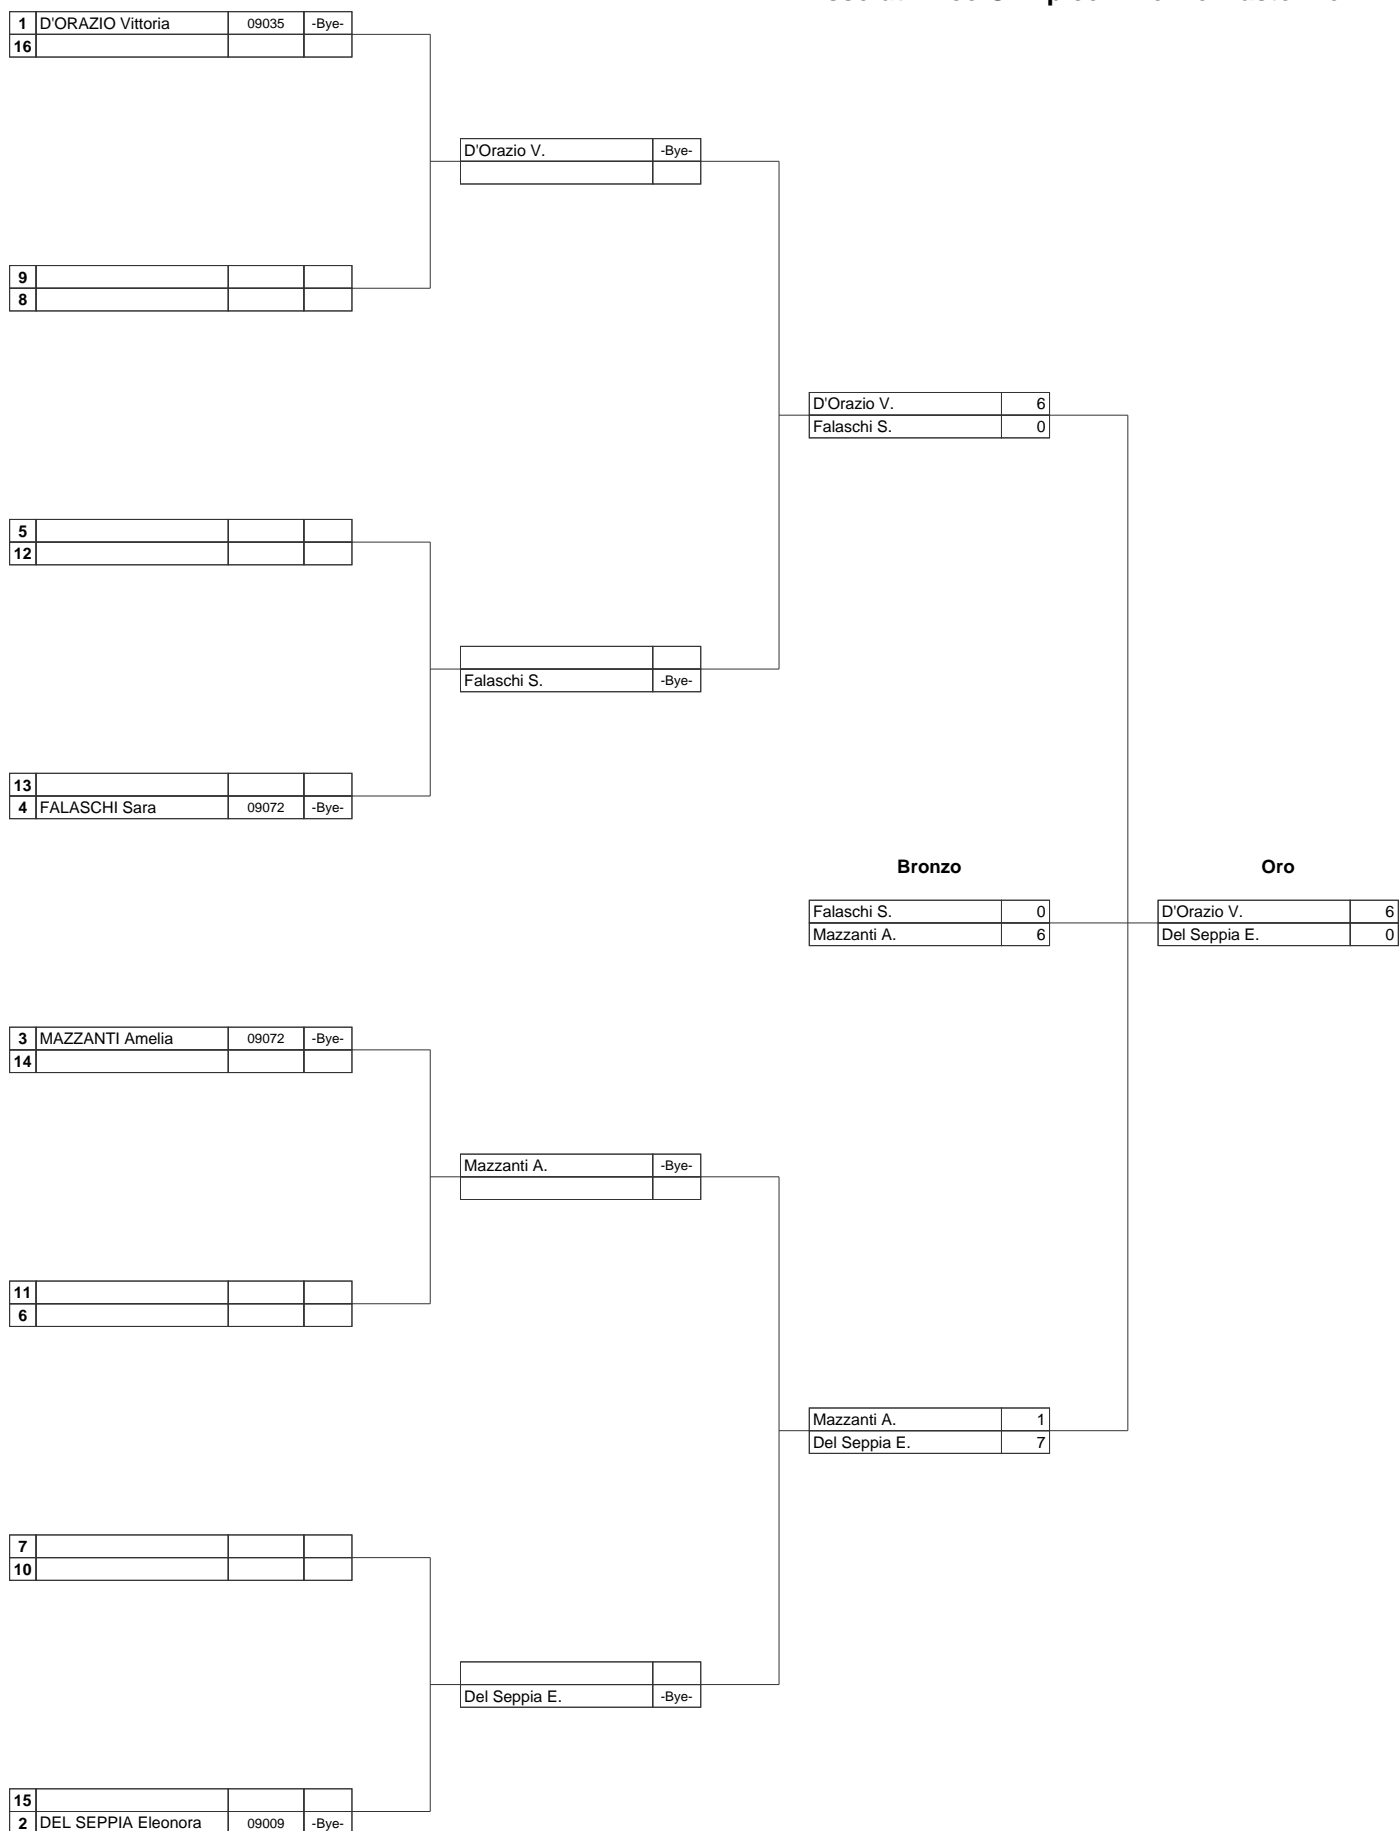 1 D'ORAZIO Vittoria 09035 -Bye-
16
D'Orazio V. -Bye-
9
8
D'Orazio V. 6
Falaschi S. 0
5
12
Falaschi S. -Bye-
13
4 FALASCHI Sara 09072 -Bye-
Bronzo
Oro
Falaschi S. 0
Mazzanti A. 6
D'Orazio V. 6
Del Seppia E. 0
3 MAZZANTI Amelia 09072 -Bye-
14
Mazzanti A. -Bye-
11
6
Mazzanti A. 1
Del Seppia E. 7
7
10
Del Seppia E. -Bye-
15
2 DEL SEPPIA Eleonora 09009 -Bye-